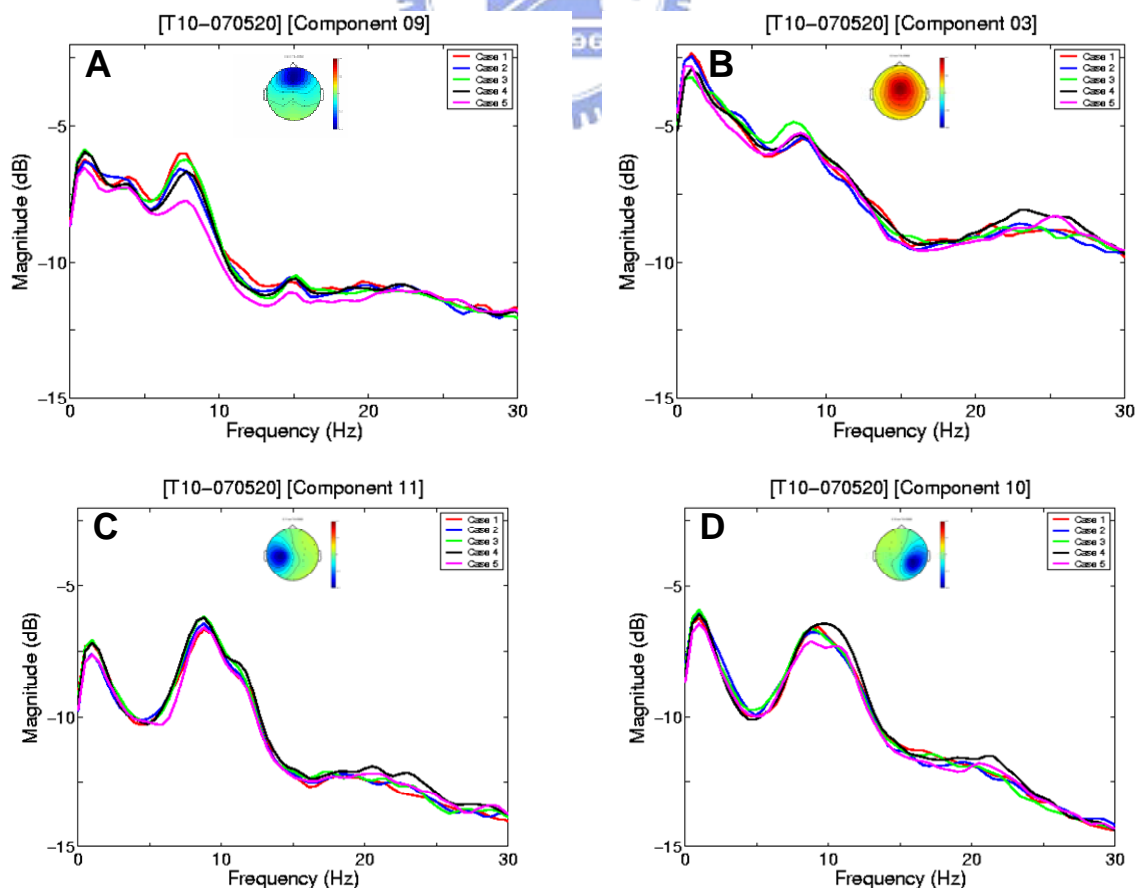 [T10-070520] [Component 09]
A
Case 1
Case 2
Case 3
Case 4
Case 5
−5
−10
−15
Magnitude (dB)
0
10
20
30
Frequency (Hz)
[T10-070520] [Component 03]
B
Case 1
Case 2
Case 3
Case 4
Case 5
−5
−10
−15
Magnitude (dB)
0
10
20
30
Frequency (Hz)
[T10-070520] [Component 11]
C
Case 1
Case 2
Case 3
Case 4
Case 5
−5
−10
−15
Magnitude (dB)
0
10
20
30
Frequency (Hz)
[T10-070520] [Component 10]
D
Case 1
Case 2
Case 3
Case 4
Case 5
−5
−10
−15
Magnitude (dB)
0
10
20
30
Frequency (Hz)